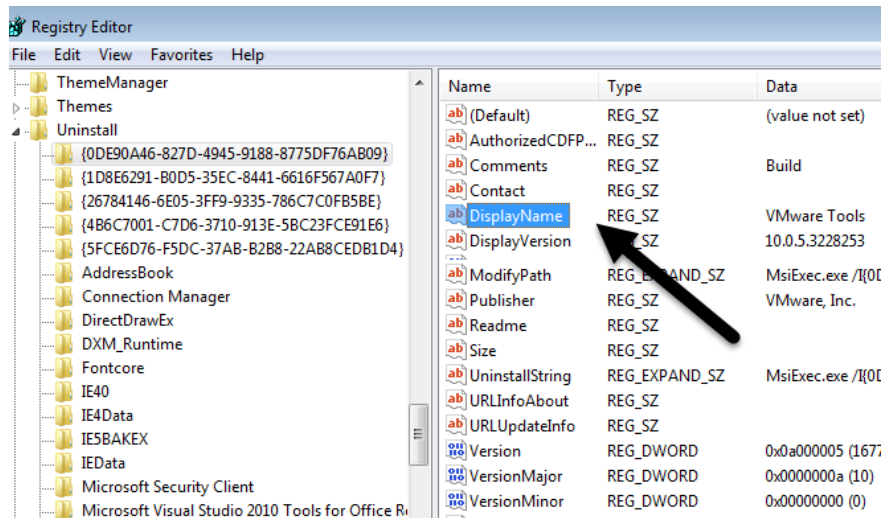 Registry Editor
File Edit View Favorites Help
ThemeManager
Themes
Uninstall
{0DE90A46-827D-4945-9188-8775DF76AB09}
{1D8E6291-B0D5-35EC-8441-6616F567A0F7}
{26784146-6E05-3FF9-9335-786C7C0FB5BE}
{4B6C7001-C7D6-3710-913E-5BC23FCE91E6}
{5FCE6D76-F5DC-37AB-B2B8-22AB8CEDB1D4}
AddressBook
Connection Manager
DirectDrawEx
DXM_Runtime
Fontcore
IE40
IE4Data
IE5BAKEX
IEData
Microsoft Security Client
Microsoft Visual Studio 2010 Tools for Office R
Name Type Data
(Default) REG_SZ (value not set)
AuthorizedCDFP... REG_SZ
Comments REG_SZ Build
Contact REG_SZ
DisplayName REG_SZ VMware Tools
DisplayVersion REG_SZ 10.0.5.3228253
ModifyPath REG_EXPAND_SZ MsiExec.exe /I{0D
Publisher REG_SZ VMware, Inc.
Readme REG_SZ
Size REG_SZ
UninstallString REG_EXPAND_SZ MsiExec.exe /I{0D
URLInfoAbout REG_SZ
URLUpdateInfo REG_SZ
Version REG_DWORD 0x0a000005 (1677
VersionMajor REG_DWORD 0x0000000a (10)
VersionMinor REG_DWORD 0x00000000 (0)